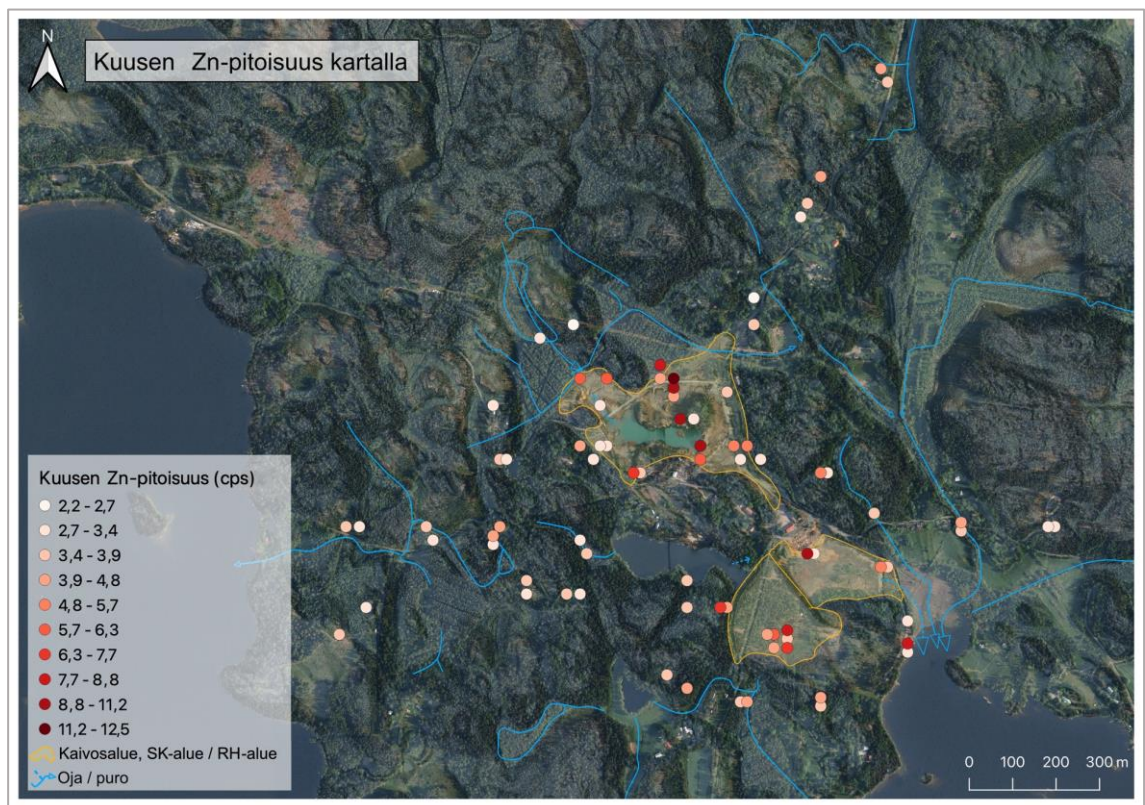 N
Kuusen Zn-pitoisuus kartalla
Kuusen Zn-pitoisuus (cps)
2,2 - 2,7
2,7 - 3,4
3,4 - 3,9
3,9 - 4,8
4,8 - 5,7
5,7 - 6,3
6,3 - 7,7
7,7 - 8,8
8,8 - 11,2
11,2 - 12,5
Kaivosalue, SK-alue / RH-alue
Oja / puro
0 100 200 300 m